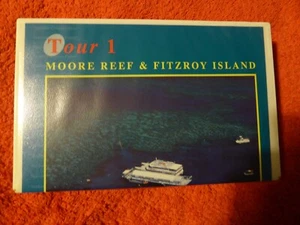 Tour 1
MOORE REEF & FITZROY ISLAND